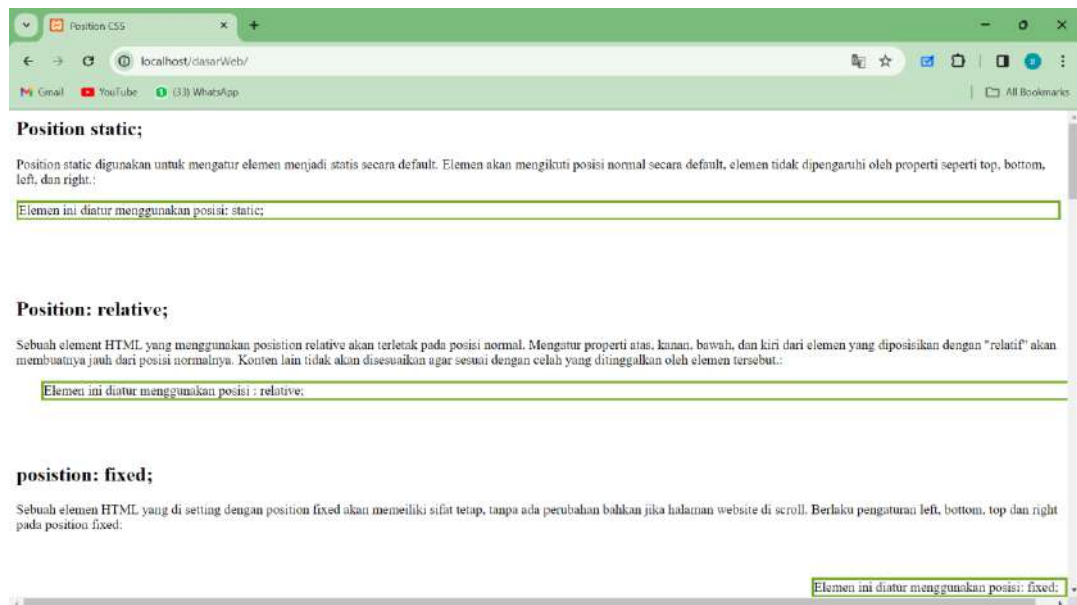 Position CSS
localhost/dasarWeb/
Gmail YouTube (33) WhatsApp All Bookmarks
Position static;
Position static digunakan untuk mengatur elemen menjadi statis secara default. Elemen akan mengikuti posisi normal secara default, elemen tidak dipengaruhi oleh properti seperti top, bottom,
left, dan right.:
Elemen ini diatur menggunakan posisi: static;
Position: relative;
Sebuah element HTML yang menggunakan posistion relative akan terletak pada posisi normal. Mengatur properti atas, kanan, bawah, dan kiri dari elemen yang diposisikan dengan "relatif" akan
membuatnya jauh dari posisi normalnya. Konten lain tidak akan disesuaikan agar sesuai dengan celah yang ditinggalkan oleh elemen tersebut.:
Elemen ini diatur menggunakan posisi : relative;
posistion: fixed;
Sebuah elemen HTML yang di setting dengan position fixed akan memeiliki sifat tetap, tanpa ada perubahan bahkan jika halaman website di scroll. Berlaku pengaturan left, bottom, top dan right
pada position fixed:
Elemen ini diatur menggunakan posisi: fixed;